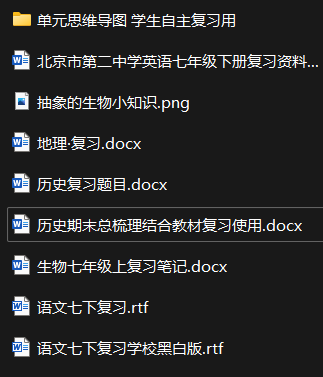 单元思维导图 学生自主复习用
北京市第二中学英语七年级下册复习资料...
抽象的生物小知识.png
地理·复习.docx
历史复习题目.docx
历史期末总梳理结合教材复习使用.docx
生物七年级上复习笔记.docx
语文七下复习.rtf
语文七下复习学校黑白版.rtf